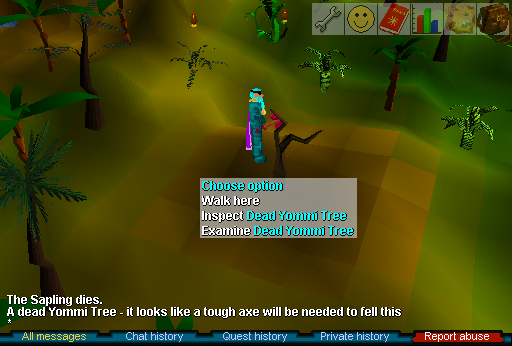 Choose option
Walk here
Inspect Dead Yommi Tree
Examine Dead Yommi Tree
The Sapling dies.
A dead Yommi Tree - it looks like a tough axe will be needed to fell this
*
All messages Chat history Quest history Private history Report abuse